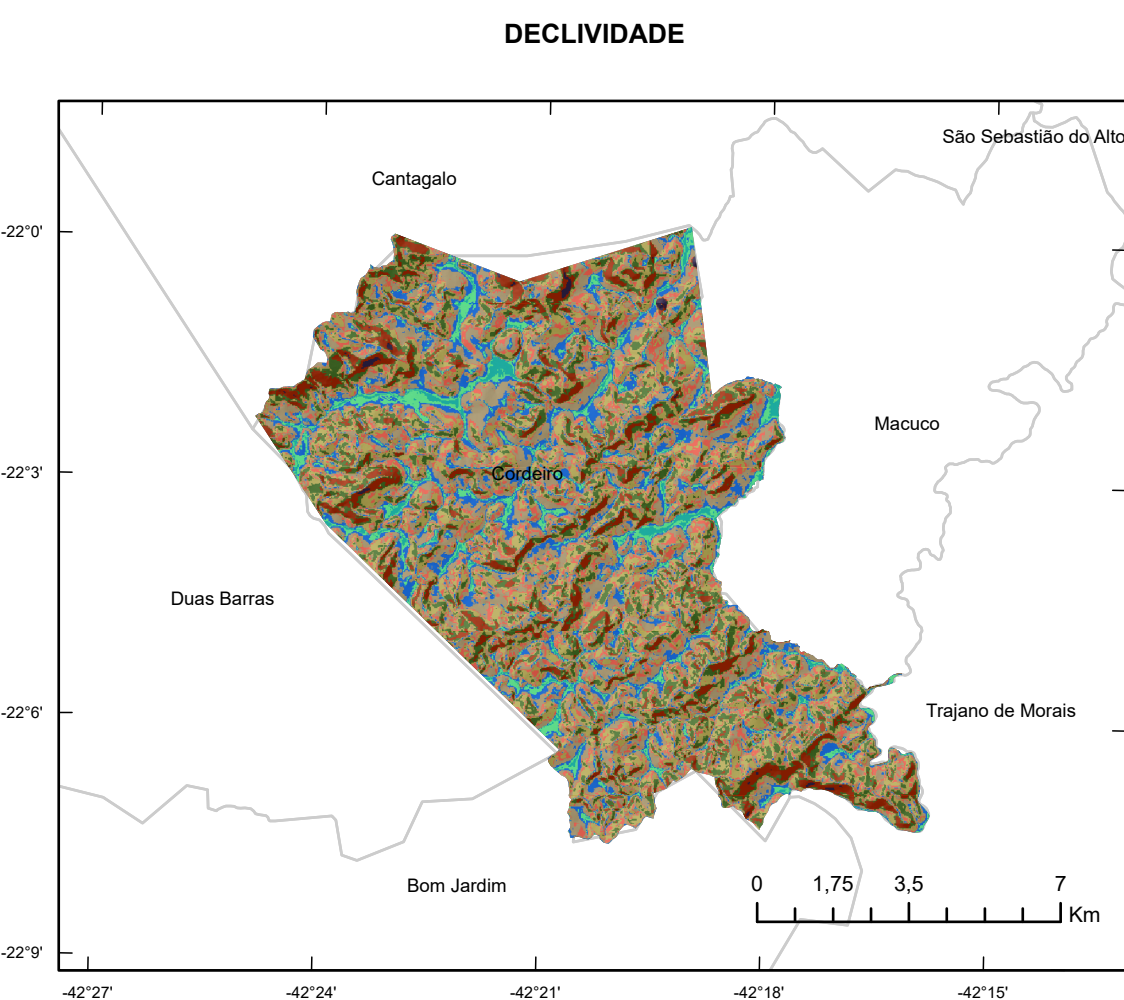 DECLIVIDADE
São Sebastião do Alto
Cantagalo
-22°0'
Macuco
-22°3'
Cordeiro
Duas Barras
-22°6'
Trajano de Morais
Bom Jardim
0 1,75 3,5 7
Km
-22°9'
-42°27' -42°24' -42°21' -42°18' -42°15'